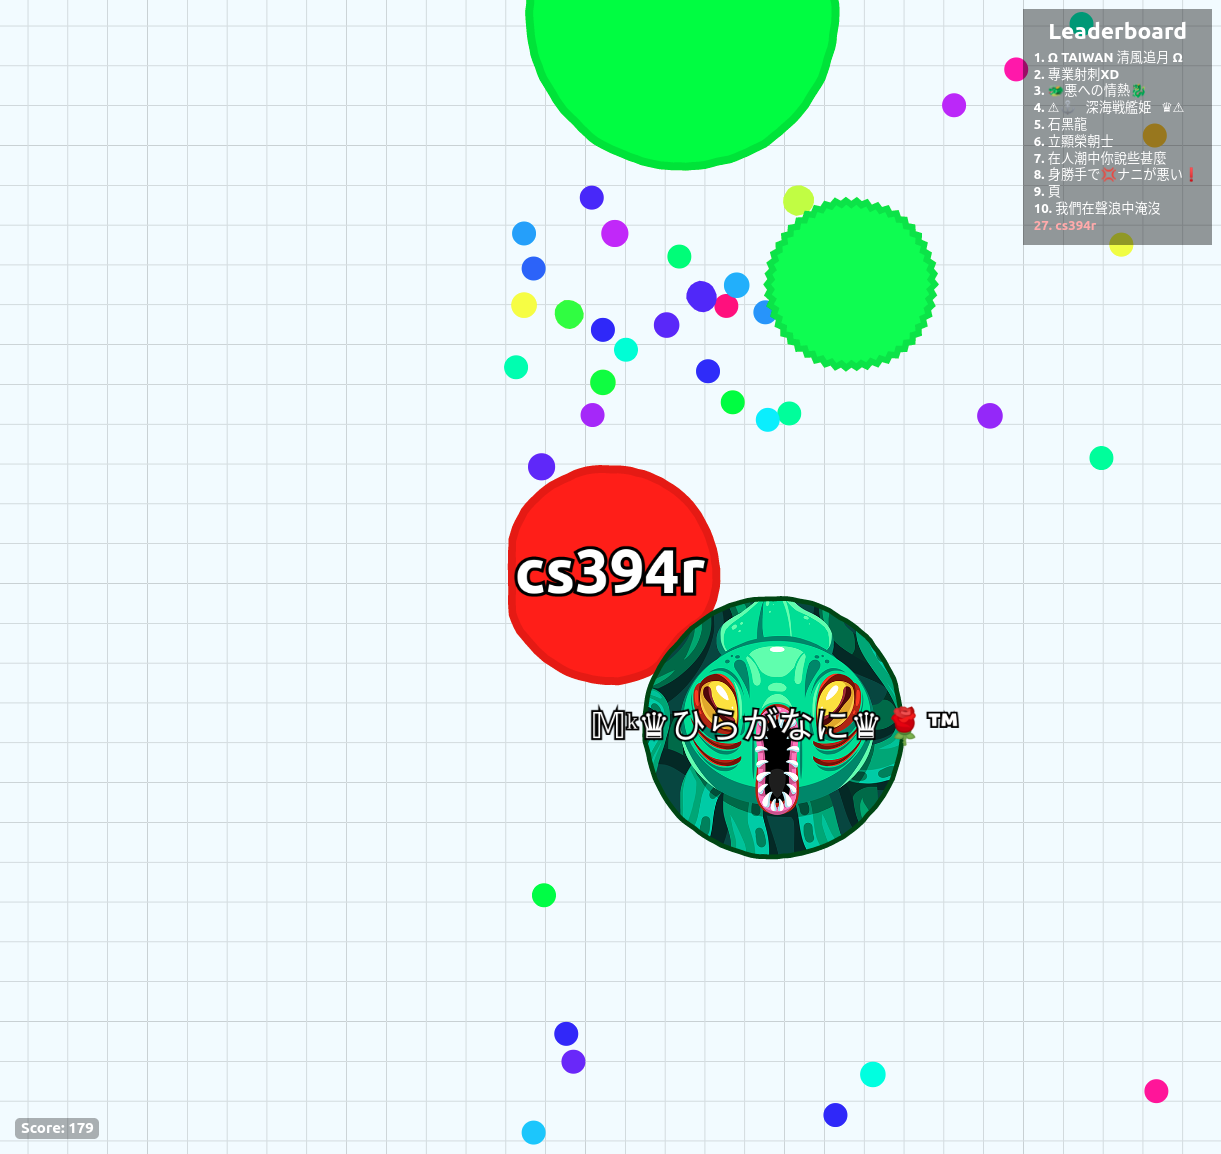 Leaderboard
1. Ω TAIWAN 清風追月 Ω
2. 專業射刺XD
3. 🐲悪への情熱🐉
4. ⚠⚓ 深海戦艦姫 ♛⚠
5. 石黑龍
6. 立顯榮朝士
7. 在人潮中你說些甚麼
8. 身勝手で💢ナニが悪い❗
9. 頁
10. 我們在聲浪中淹沒
27. cs394r
cs394r
𝕄ᵏ♛ひらがなに♛🌹™
Score: 179